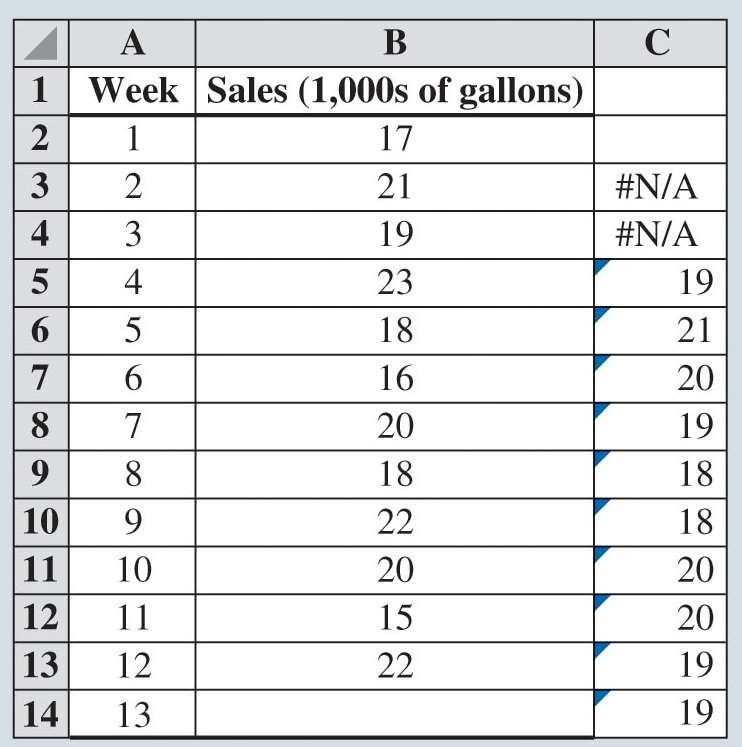 A B C
1 Week Sales (1,000s of gallons)
2 1 17
3 2 21 #N/A
4 3 19 #N/A
5 4 23 19
6 5 18 21
7 6 16 20
8 7 20 19
9 8 18 18
10 9 22 18
11 10 20 20
12 11 15 20
13 12 22 19
14 13 19